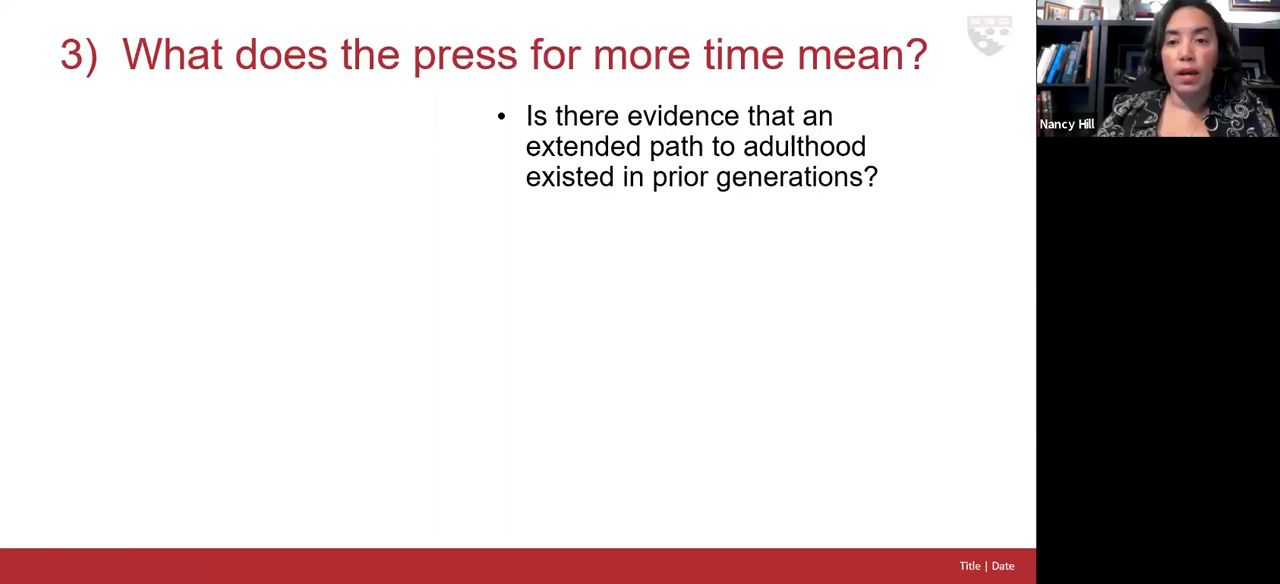 3) What does the press for more time mean?
• Is there evidence that an
extended path to adulthood
existed in prior generations?
Nancy Hill
Title | Date